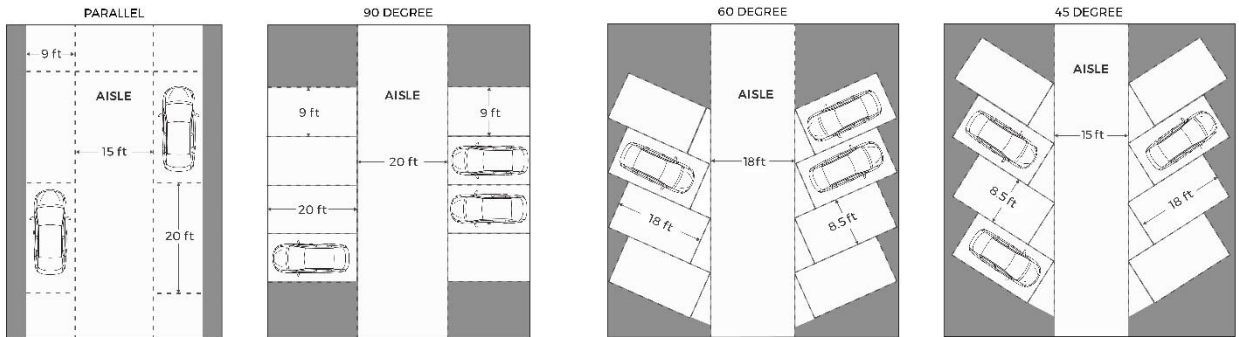 PARALLEL
9 ft
AISLE
15 ft
20 ft
90 DEGREE
AISLE
9 ft
9 ft
20 ft
20 ft
60 DEGREE
AISLE
18ft
18 ft
8.5 ft
45 DEGREE
AISLE
15 ft
8.5 ft
18 ft